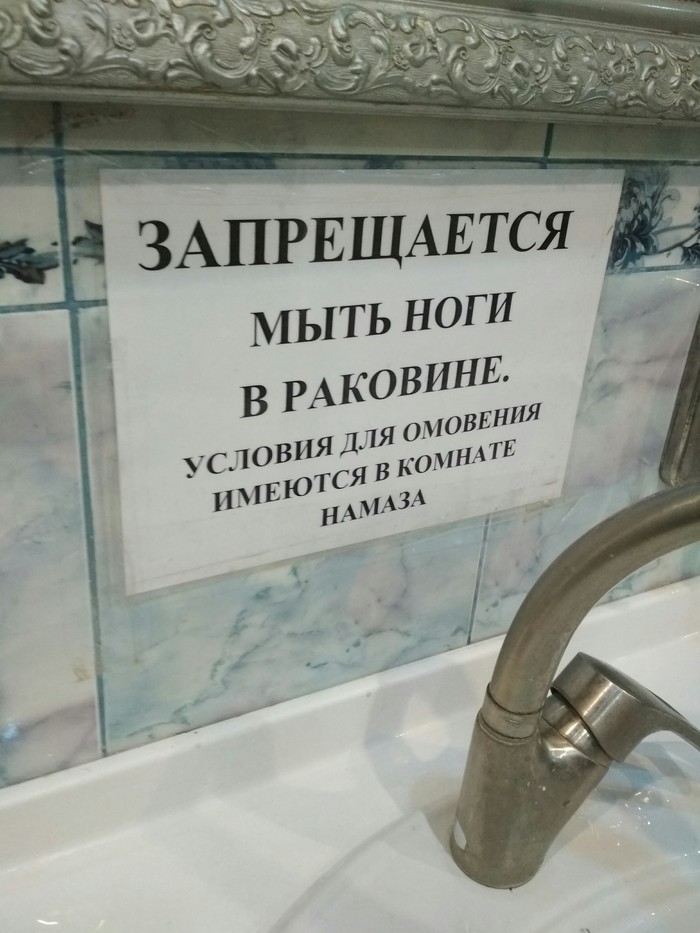 ЗАПРЕЩАЕТСЯ
МЫТЬ НОГИ
В РАКОВИНЕ.
УСЛОВИЯ ДЛЯ ОМОВЕНИЯ
ИМЕЮТСЯ В КОМНАТЕ
НАМАЗА